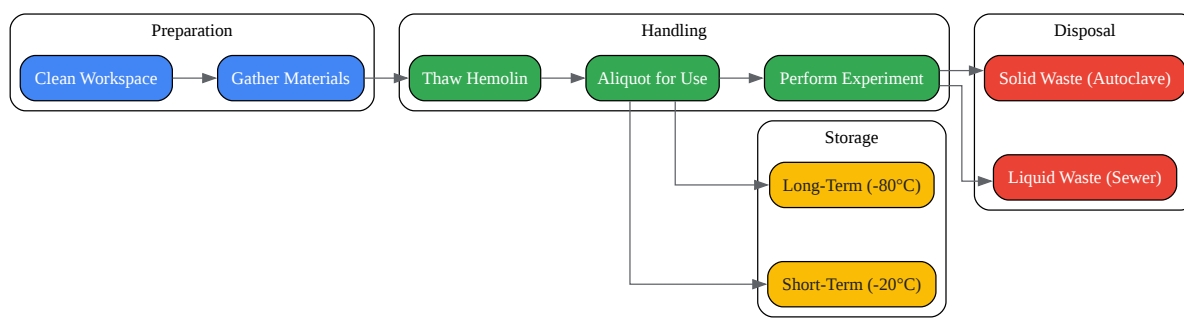 Preparation
Clean Workspace
Gather Materials
Handling
Thaw Hemolin
Aliquot for Use
Perform Experiment
Disposal
Solid Waste (Autoclave)
Liquid Waste (Sewer)
Storage
Long-Term (-80°C)
Short-Term (-20°C)